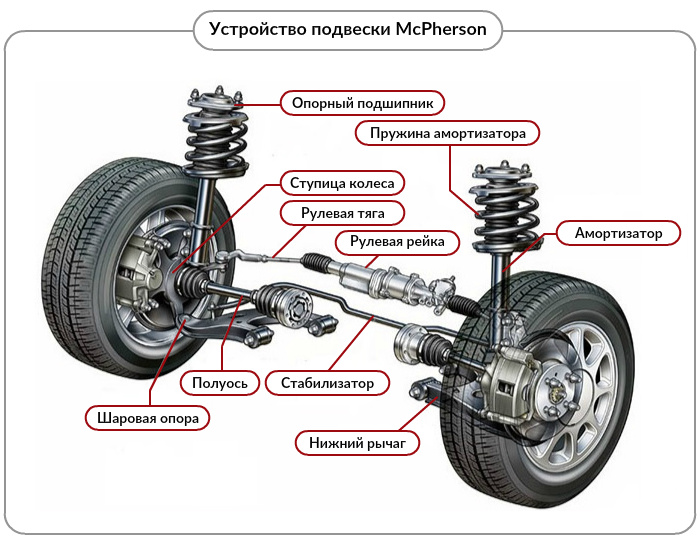 Устройство подвески McPherson
Опорный подшипник
Пружина амортизатора
Ступица колеса
Рулевая тяга
Рулевая рейка
Амортизатор
Полуось
Стабилизатор
Шаровая опора
Нижний рычаг